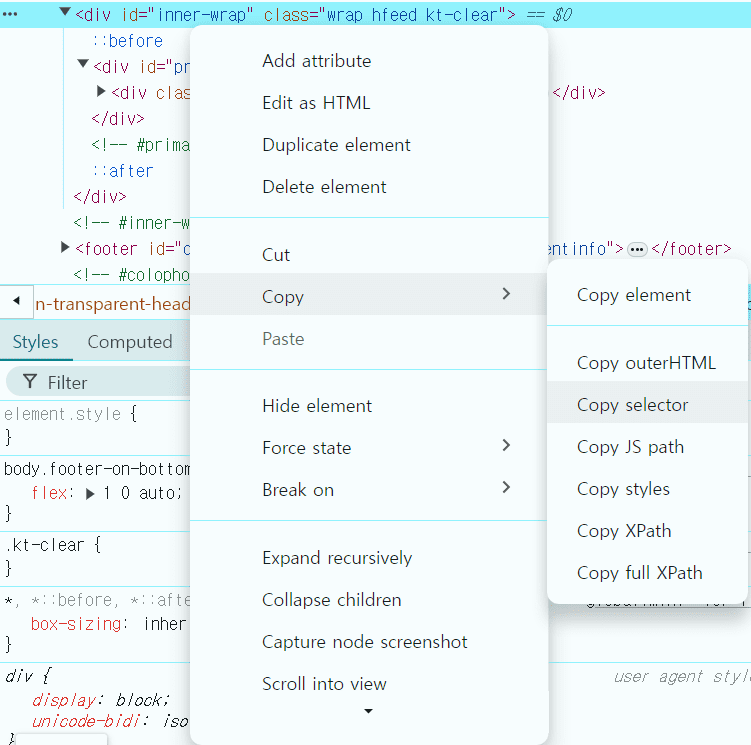 <div id="inner-wrap" class="wrap hfeed kt-clear"> == $0
::before
<div id="pr
<div clas
</div>
</div>
<!-- #prima
::after
</div>
<!-- #inner-w
<footer id="c
entinfo"> ••• </footer>
<!-- #colopho
n-transparent-head
Styles Computed
Filter
element.style {
}
body.footer-on-bottom
flex: 1 0 auto;
}
.kt-clear {
}
*, *::before, *::afte
box-sizing: inher
}
div {
user agent style
display: block;
unicode-bidi: iso
}
Add attribute
Edit as HTML
Duplicate element
Delete element
Cut
Copy
Paste
Hide element
Force state
Break on
Expand recursively
Collapse children
Capture node screenshot
Scroll into view
Copy element
Copy outerHTML
Copy selector
Copy JS path
Copy styles
Copy XPath
Copy full XPath